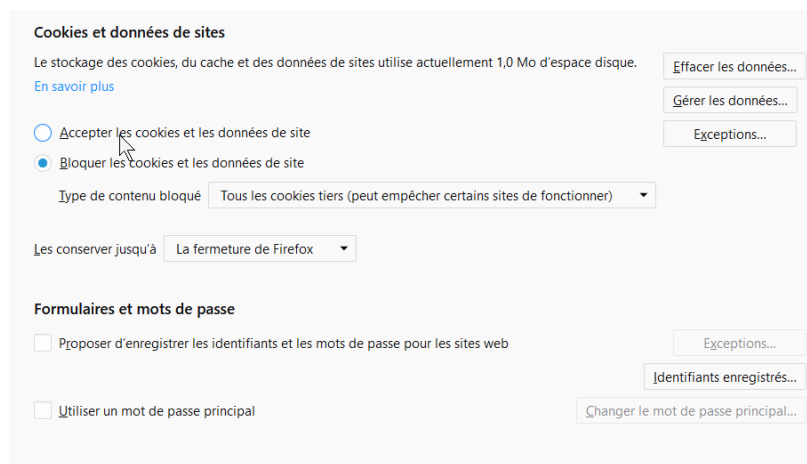 Cookies et données de sites
Le stockage des cookies, du cache et des données de sites utilise actuellement 1,0 Mo d'espace disque.
Effacer les données...
En savoir plus
Gérer les données...
Accepter les cookies et les données de site
Exceptions...
Bloquer les cookies et les données de site
Type de contenu bloqué Tous les cookies tiers (peut empêcher certains sites de fonctionner)
Les conserver jusqu'à La fermeture de Firefox
Formulaires et mots de passe
Proposer d'enregistrer les identifiants et les mots de passe pour les sites web
Exceptions...
Identifiants enregistrés...
Utiliser un mot de passe principal
Changer le mot de passe principal...